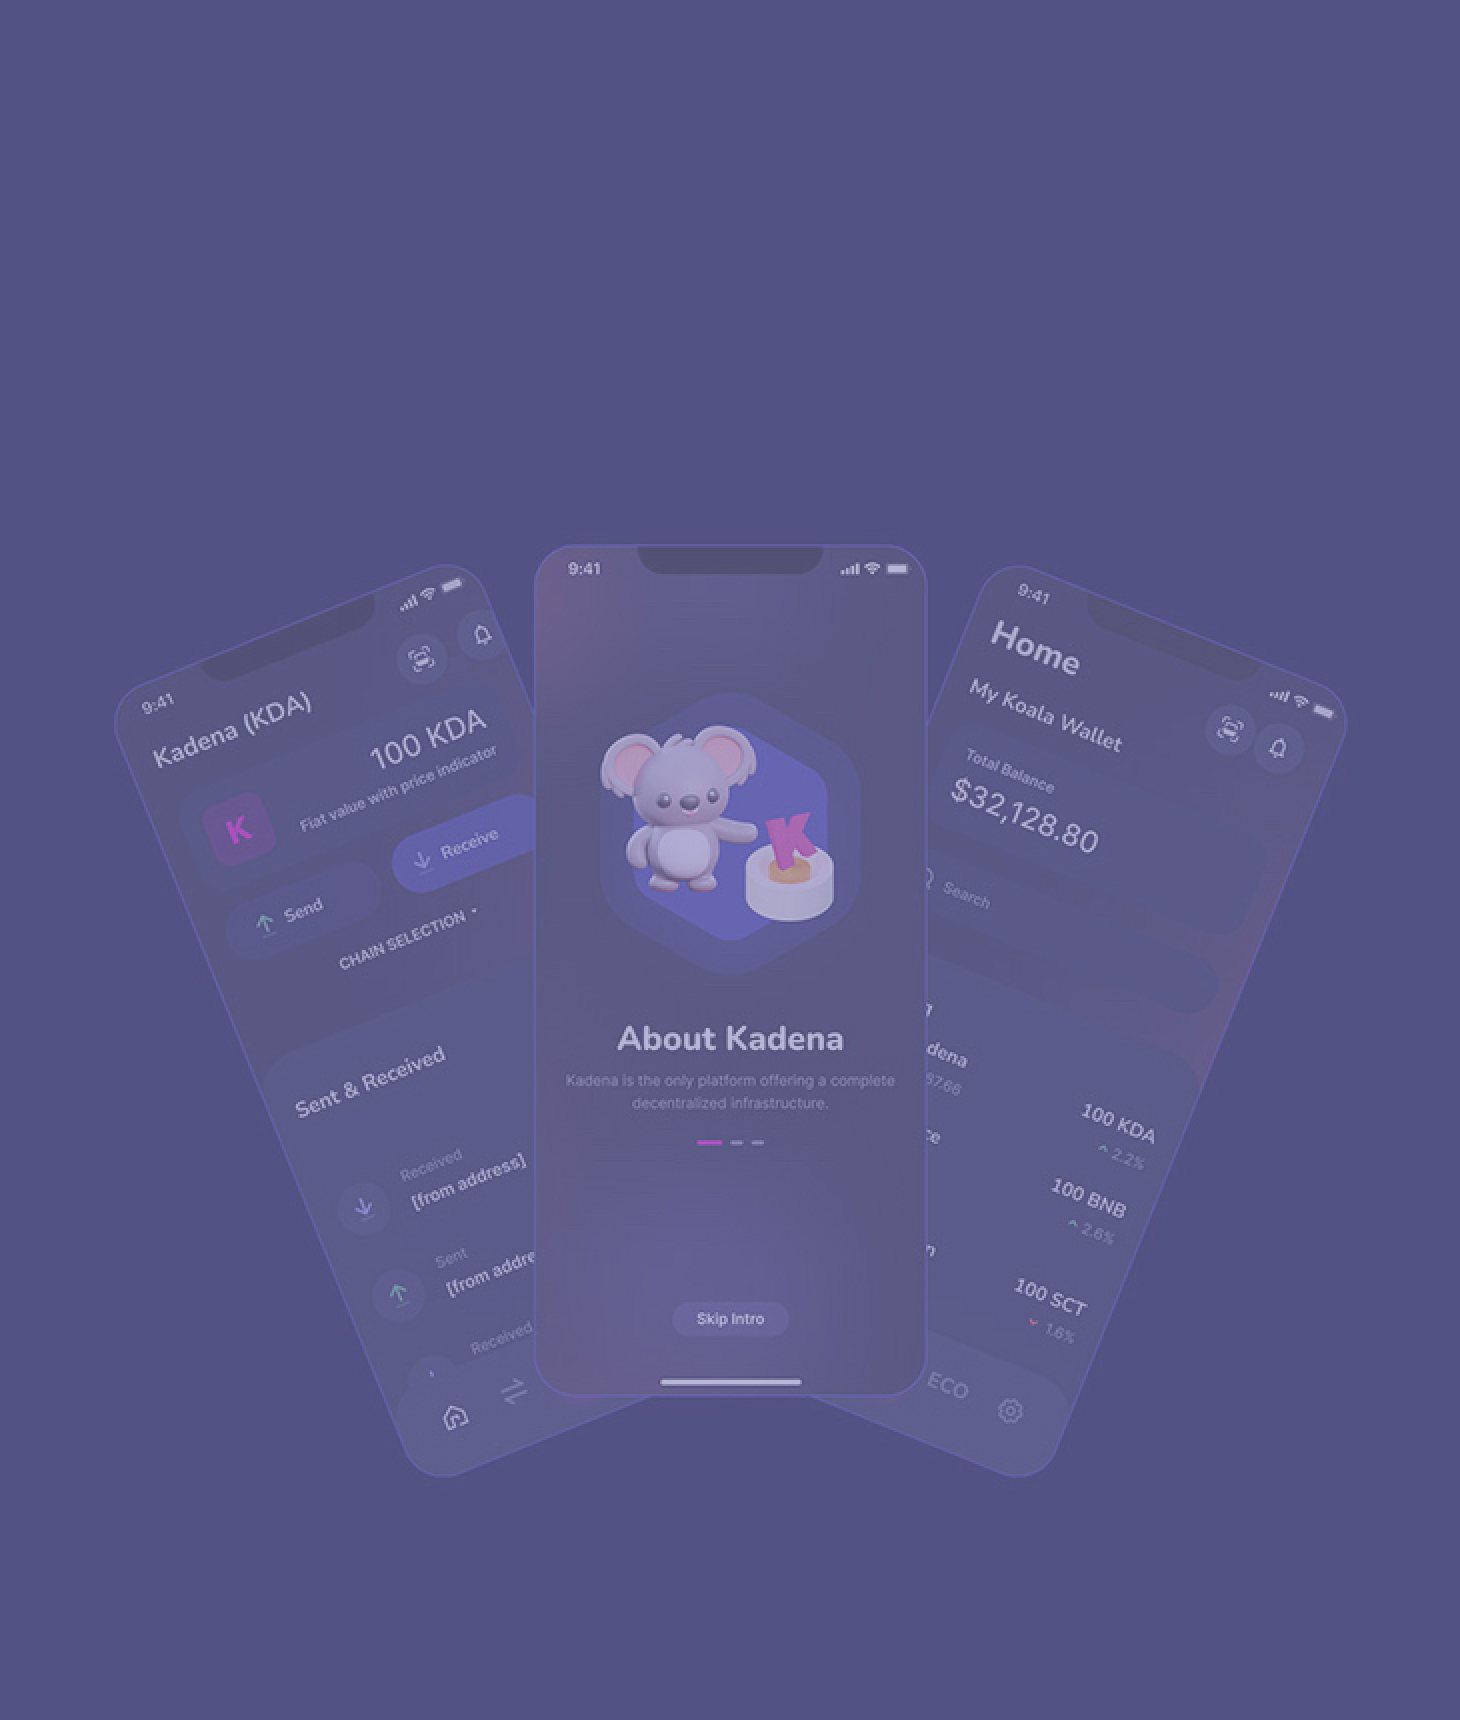 9:41
Kadena (KDA)
100 KDA
Fiat value with price indicator
K
Send
Receive
CHAIN SELECTION
Sent & Received
Received
[from address]
Sent
[from addre
Received
9:41
K
About Kadena
Kadena is the only platform offering a complete
decentralized infrastructure.
Skip Intro
9:41
Home
My Koala Wallet
Total Balance
$32,128.80
Search
dena
87.66
100 KDA
2.2%
ce
100 BNB
2.6%
n
100 SCT
1.6%
ECO